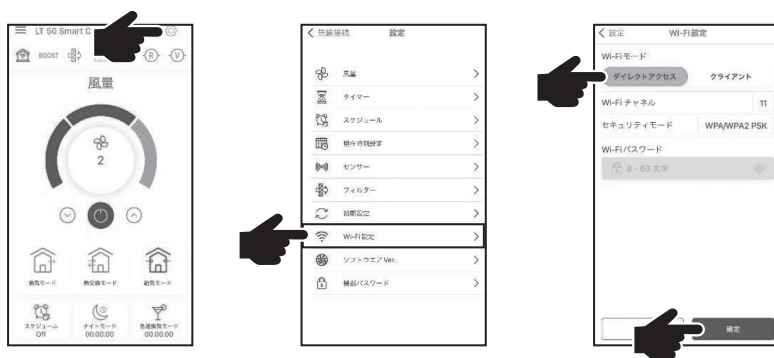 LT 50 Smart C
BOOST
R
V
風量
2
換気モード
熱交換モード
給気モード
スケジュール
Off
ナイトモード
00.00.00
急速換気モード
00.00.00
無線接続
設定
風量
タイマー
スケジュール
現在時刻設定
センサー
フィルター
初期設定
Wi-Fi設定
ソフトウエア Ver.
機器パスワード
設定
Wi-Fi設定
Wi-Fiモード
ダイレクトアクセス
クライアント
Wi-Fi チャネル
11
セキュリティモード
WPA/WPA2 PSK
Wi-Fiパスワード
8 - 63 文字
確定